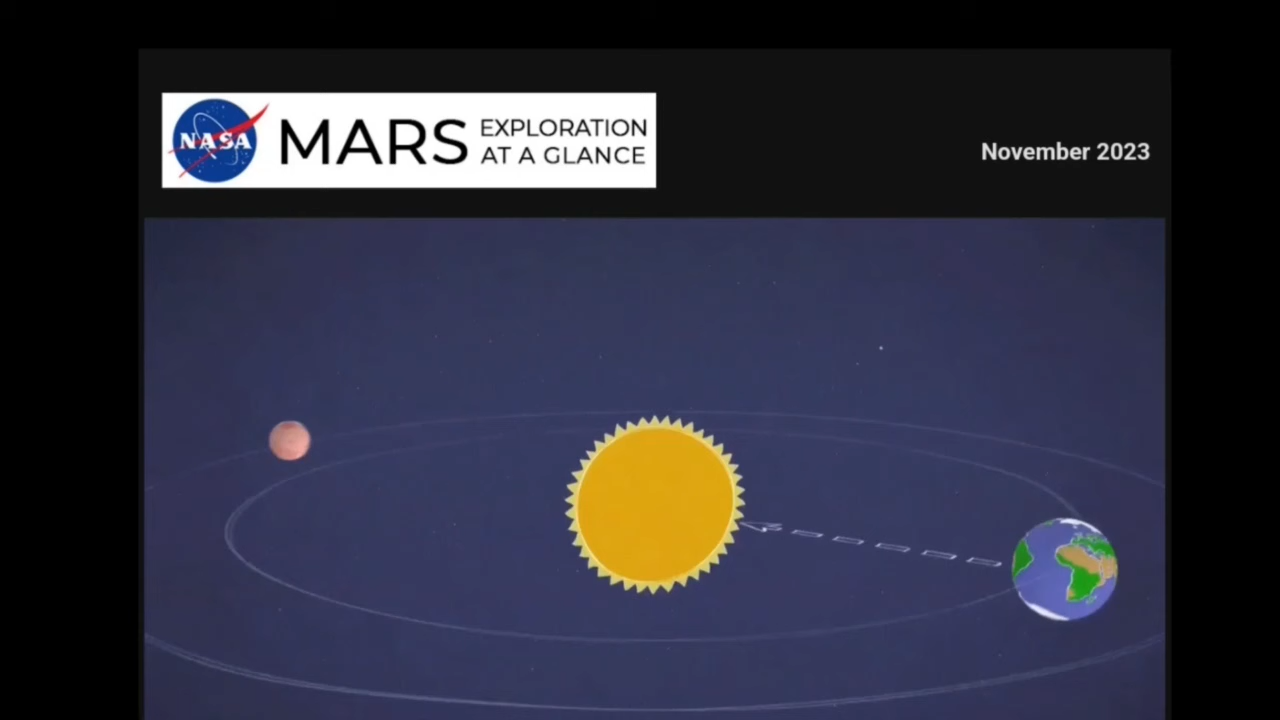 NASA
MARS
EXPLORATION
AT A GLANCE
November 2023